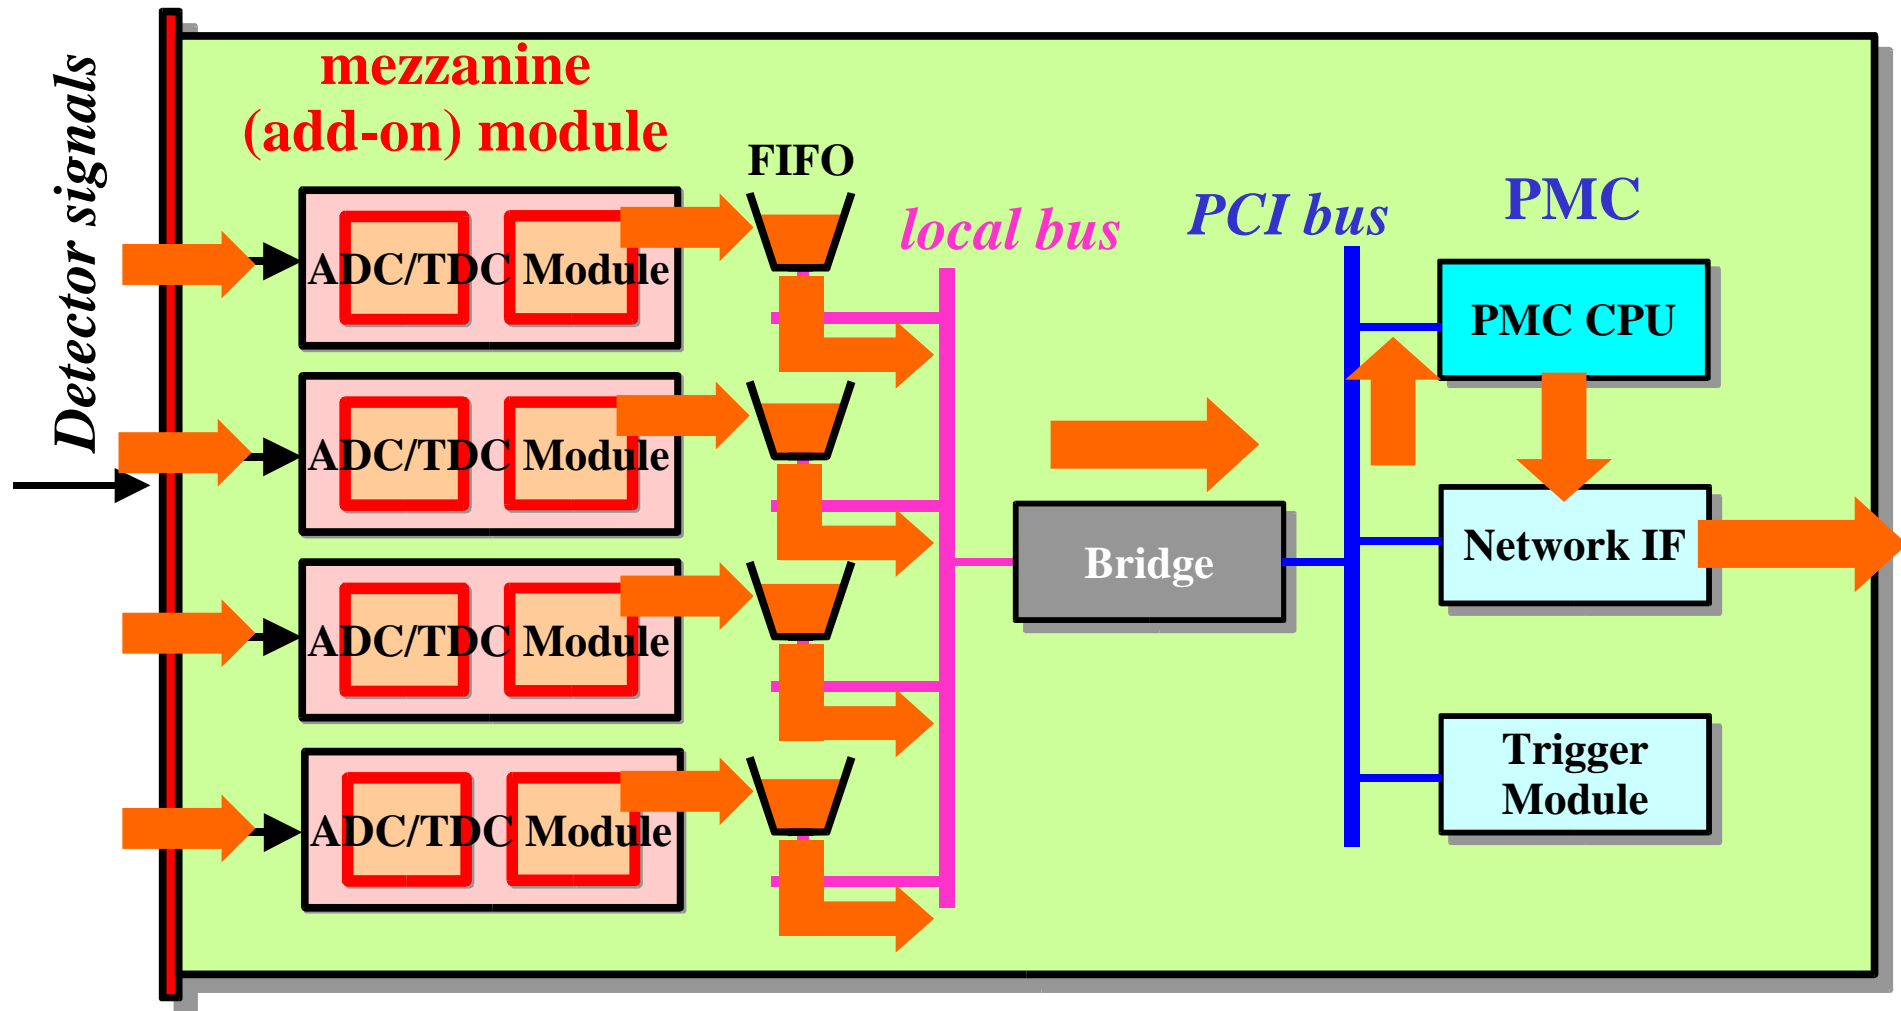 Detector signals
mezzanine
(add-on) module
FIFO
local bus
PCI bus
PMC
ADC/TDC Module
ADC/TDC Module
ADC/TDC Module
ADC/TDC Module
Bridge
PMC CPU
Network IF
Trigger
Module